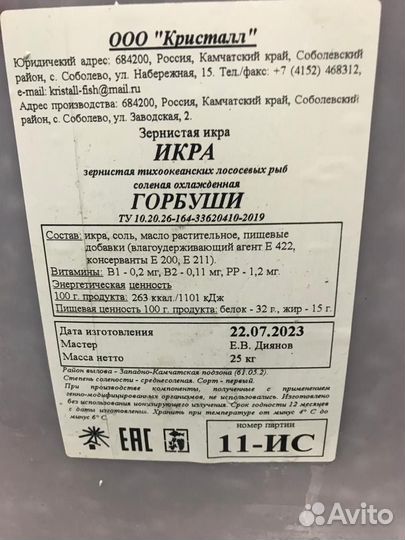 ООО "Кристалл"
Юридичекий адрес: 684200, Россия, Камчатский край, Соболевский
район, с. Соболево, ул. Набережная, 15. Тел./факс: +7 (4152) 468312,
e-mail: kristall-fish@mail.ru
Адрес производства: 684200, Россия, Камчатский край, Соболевский
район, с. Соболево, ул. Заводская, 2.
Зернистая икра
ИКРА
зернистая тихоокеанских лососевых рыб
соленая охлажденная
ГОРБУШИ
ТУ 10.20.26-164-33620410-2019
Состав: икра, соль, масло растительное, пищевые
добавки (влагоудерживающий агент Е 422,
консерванты Е 200, Е 211).
Витамины: В1 - 0,2 мг, В2 - 0,11 мг, РР - 1,2 мг.
Энергетическая ценность
100 г. продукта: 263 ккал /1101 кДж
Пищевая ценность 100 г. продукта: белок - 32 г., жир - 15 г.
Дата изготовления 22.07.2023
Мастер Е.В. Диянов
Масса нетто 25 кг
Район вылова - Западно-Камчатская подзона (61.05.2).
Степень солености - среднесоленая. Сорт - первый.
При производстве компоненты, полученные с применением
генно-модифицированных организмов, не использовались. Изготовлено
без использования ионизирующего излучения. Срок годности 12 месяцев
с даты изготовления. Хранить при температуре от минус 4° С до
минус 6° С
ЕАС
номер партии
11-ИС
Avito